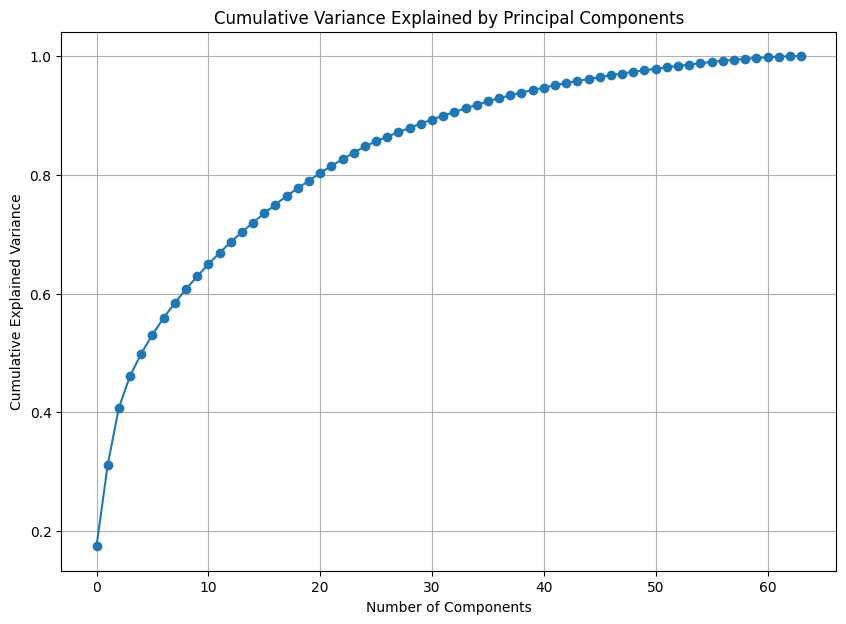 Cumulative Variance Explained by Principal Components
1.0
0.8
0.6
0.4
0.2
Cumulative Explained Variance
0 10 20 30 40 50 60
Number of Components